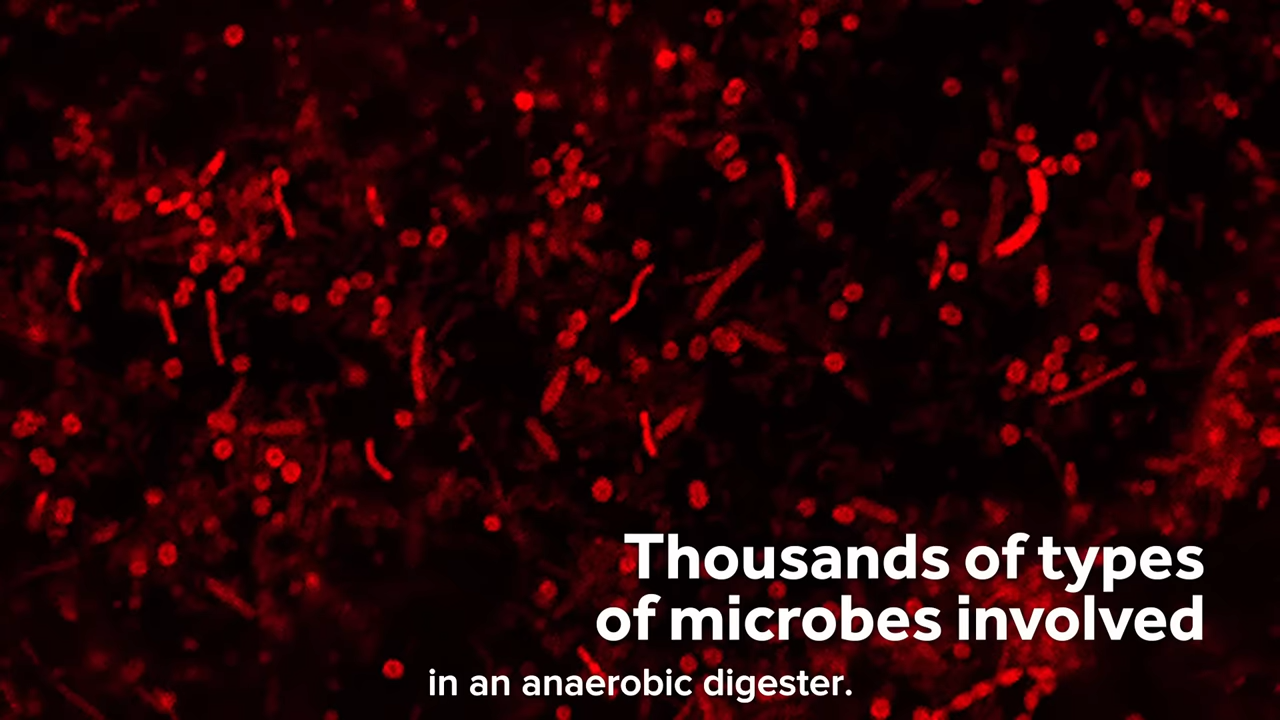 Thousands of types
of microbes involved
in an anaerobic digester.